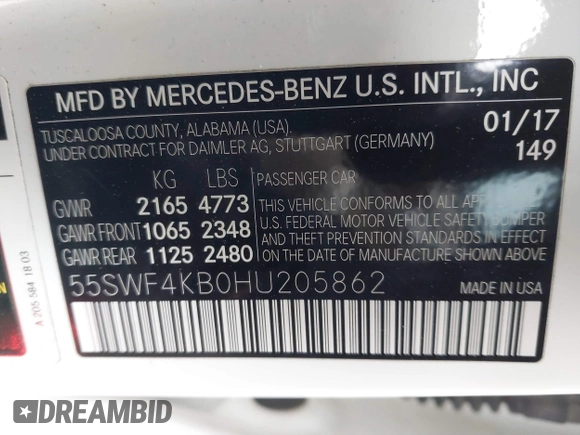 MFD BY MERCEDES-BENZ U.S. INTL., INC
TUSCALOOSA COUNTY, ALABAMA (USA). 01/17
UNDER CONTRACT FOR DAIMLER AG, STUTTGART (GERMANY) 149
KG LBS PASSENGER CAR
GVWR 2165 4773 THIS VEHICLE CONFORMS TO ALL APPLICABLE
GAWR FRONT 1065 2348 U.S. FEDERAL MOTOR VEHICLE SAFETY BUMPER
AND THEFT PREVENTION STANDARDS IN EFFECT
GAWR REAR 1125 2480 ON THE DATE OF MANUFACTURE SHOWN ABOVE.
55SWF4KB0HU205862 MADE IN USA
A 205 584 18 03
DREAMBID